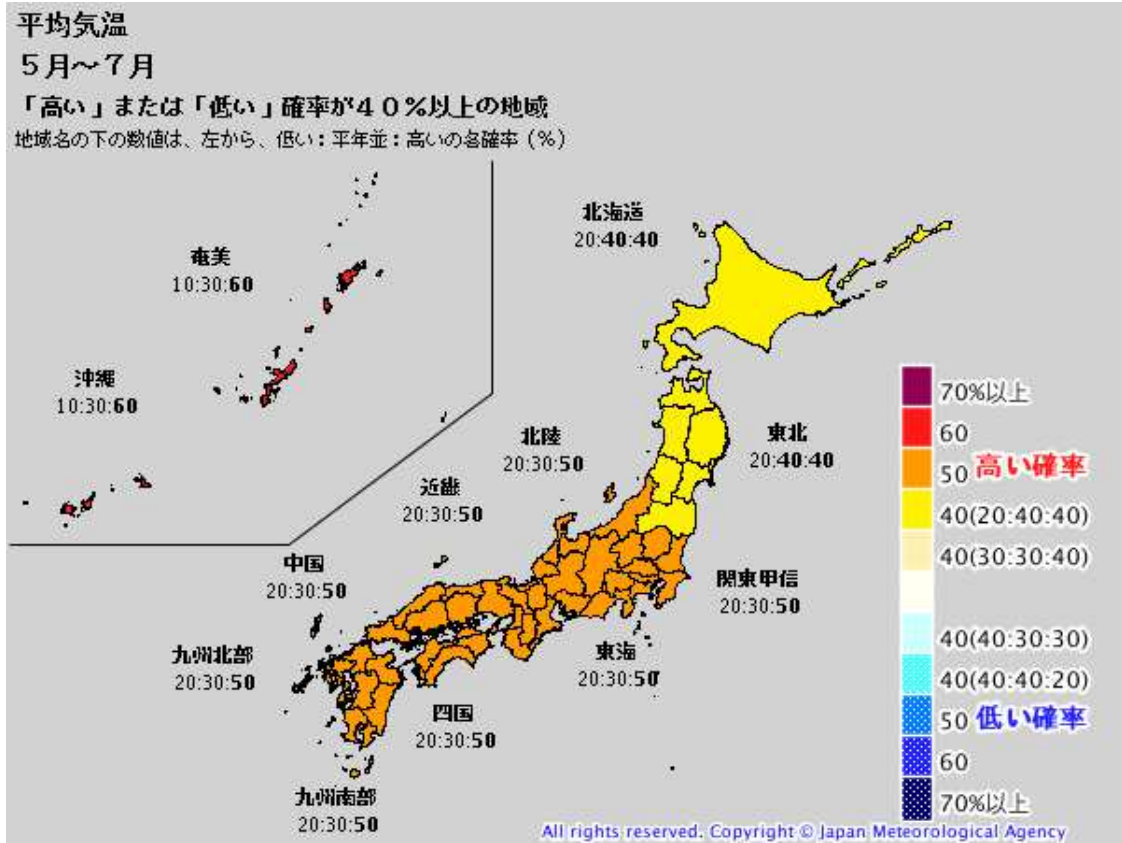 平均気温
５月～７月
「高い」または「低い」確率が４０％以上の地域
地域名の下の数値は、左から、低い：平年並：高いの各確率（％）
北海道
20:40:40
奄美
10:30:60
沖縄
10:30:60
北陸
20:30:50
東北
20:40:40
近畿
20:30:50
中国
20:30:50
関東甲信
20:30:50
九州北部
20:30:50
東海
20:30:50
四国
20:30:50
九州南部
20:30:50
70%以上
60
50 高い確率
40(20:40:40)
40(30:30:40)
40(40:30:30)
40(40:40:20)
50 低い確率
60
70%以上
All rights reserved. Copyright © Japan Meteorological Agency